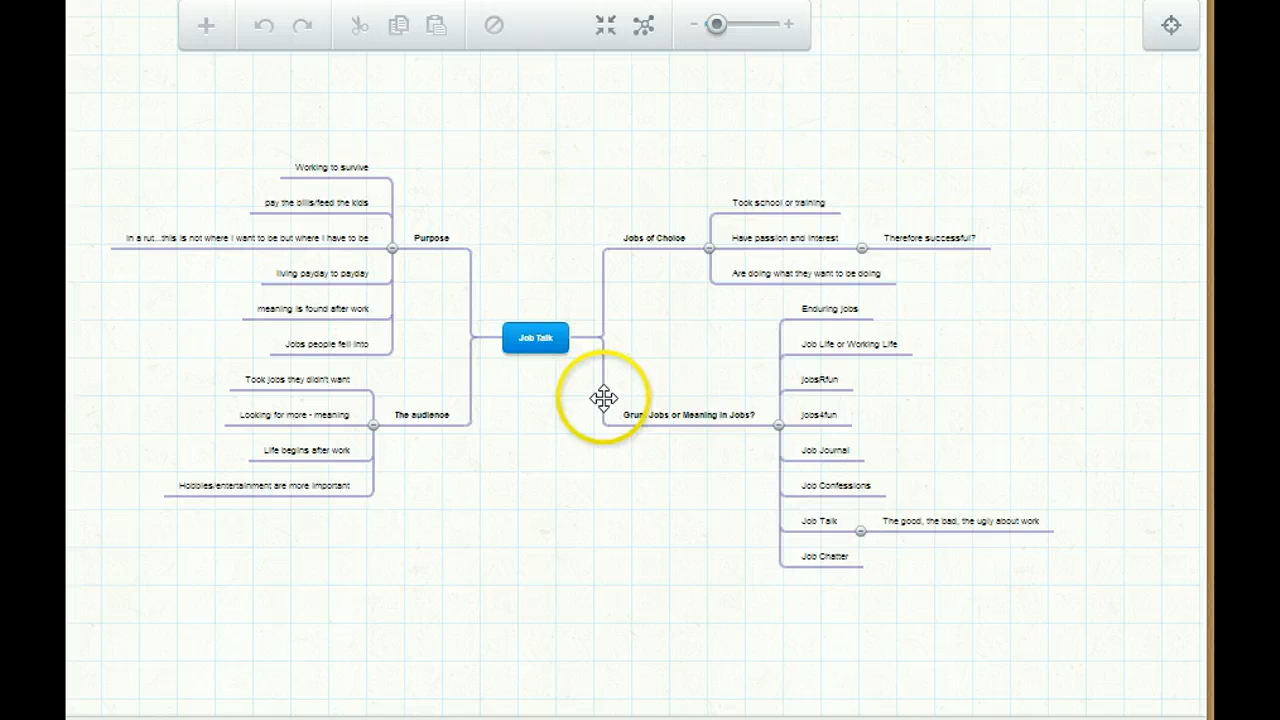 Working to survive
pay the bills/feed the kids
In a rut...this is not where I want to be but where I have to be
living payday to payday
meaning is found after work
Jobs people fell into
Purpose
Took jobs they didn't want
Looking for more - meaning
Life begins after work
Hobbies/entertainment are more important
The audience
Job Talk
Jobs of Choice
Took school or training
Have passion and interest
Therefore successful?
Are doing what they want to be doing
Jobs or Meaning in Jobs?
Enduring jobs
Job Life or Working Life
JobsRfun
jobs4fun
Job Journal
Job Confessions
Job Talk
The good, the bad, the ugly about work
Job Chatter